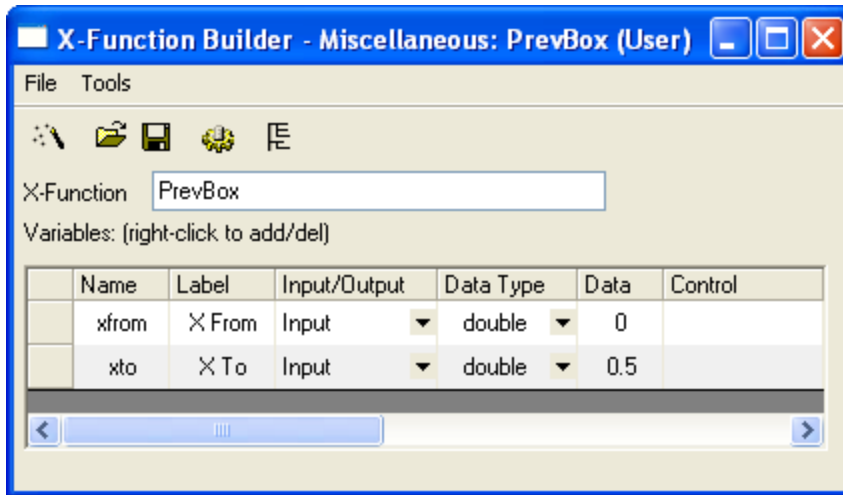 X-Function Builder - Miscellaneous: PrevBox (User)
File Tools
X-Function PrevBox
Variables: (right-click to add/del)
Name Label Input/Output Data Type Data Control
xfrom X From Input double 0
xto X To Input double 0.5